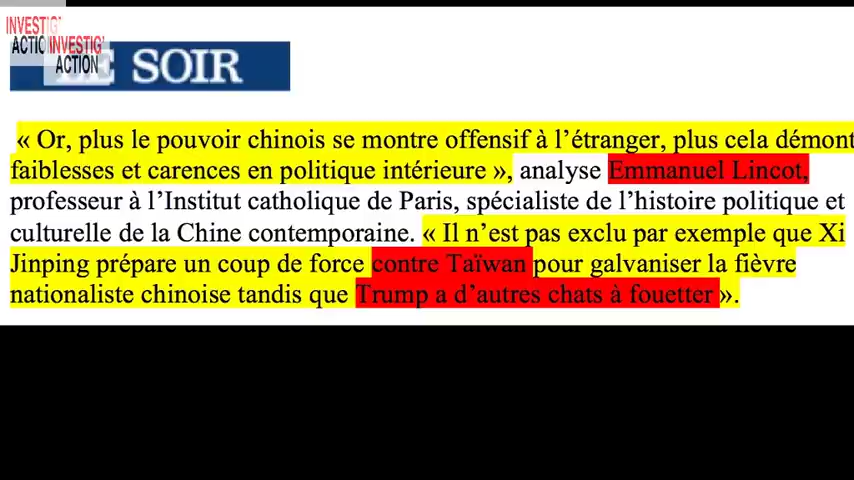 INVESTIG'
ACTION
INVESTIG'
ACTION
LE SOIR
« Or, plus le pouvoir chinois se montre offensif à l’étranger, plus cela démont
faiblesses et carences en politique intérieure », analyse Emmanuel Lincot,
professeur à l’Institut catholique de Paris, spécialiste de l’histoire politique et
culturelle de la Chine contemporaine. « Il n’est pas exclu par exemple que Xi
Jinping prépare un coup de force contre Taïwan pour galvaniser la fièvre
nationaliste chinoise tandis que Trump a d’autres chats à fouetter ».